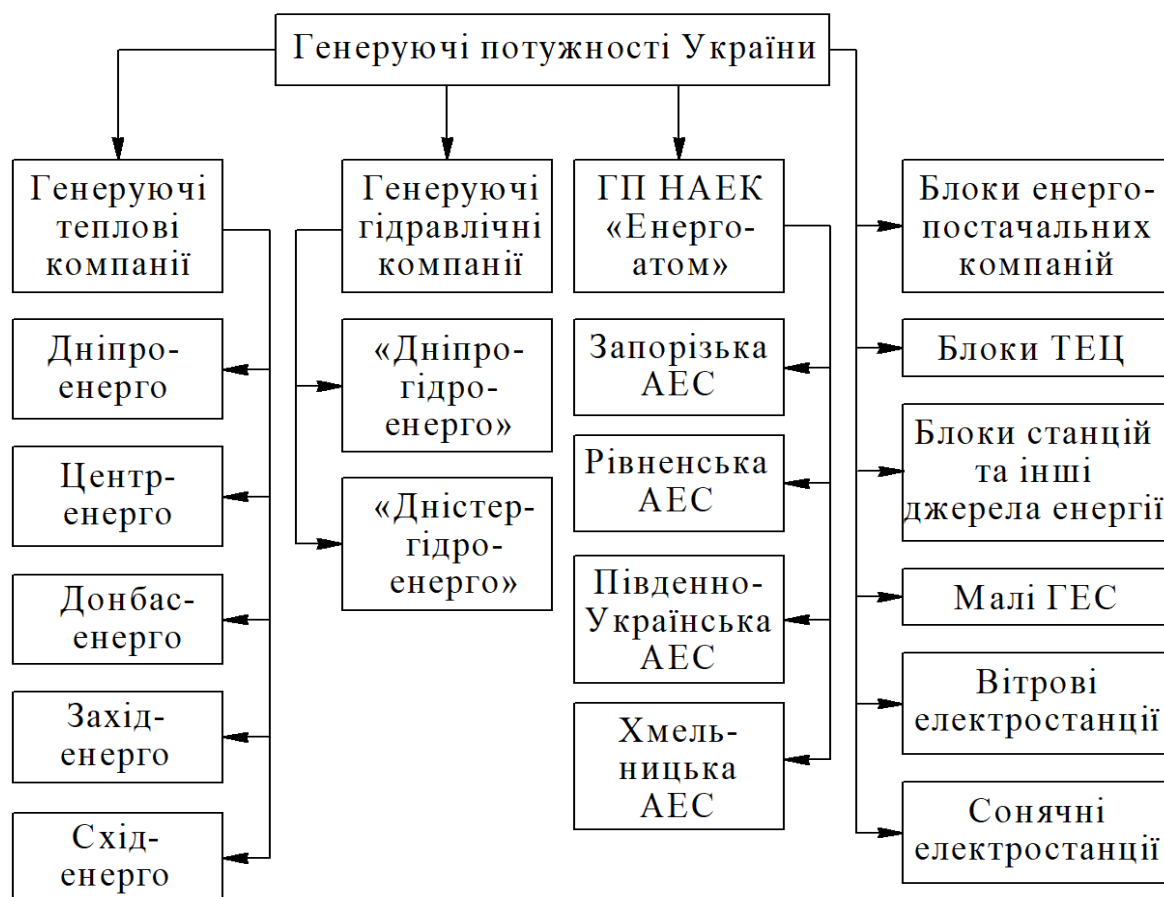 Генеруючі потужності України
Генеруючі
теплові
компанії
Дніпро-
енерго
Центр-
енерго
Донбас-
енерго
Захід-
енерго
Схід-
енерго
Генеруючі
гідравлічні
компанії
«Дніпро-
гідро-
енерго»
«Дністер-
гідро-
енерго»
ГП НАЕК
«Енерго-
атом»
Запорізька
АЕС
Рівненська
АЕС
Південно-
Українська
АЕС
Хмель-
ницька
АЕС
Блоки енерго-
постачальних
компаній
Блоки ТЕЦ
Блоки станцій
та інші
джерела енергії
Малі ГЕС
Вітрові
електростанції
Сонячні
електростанції